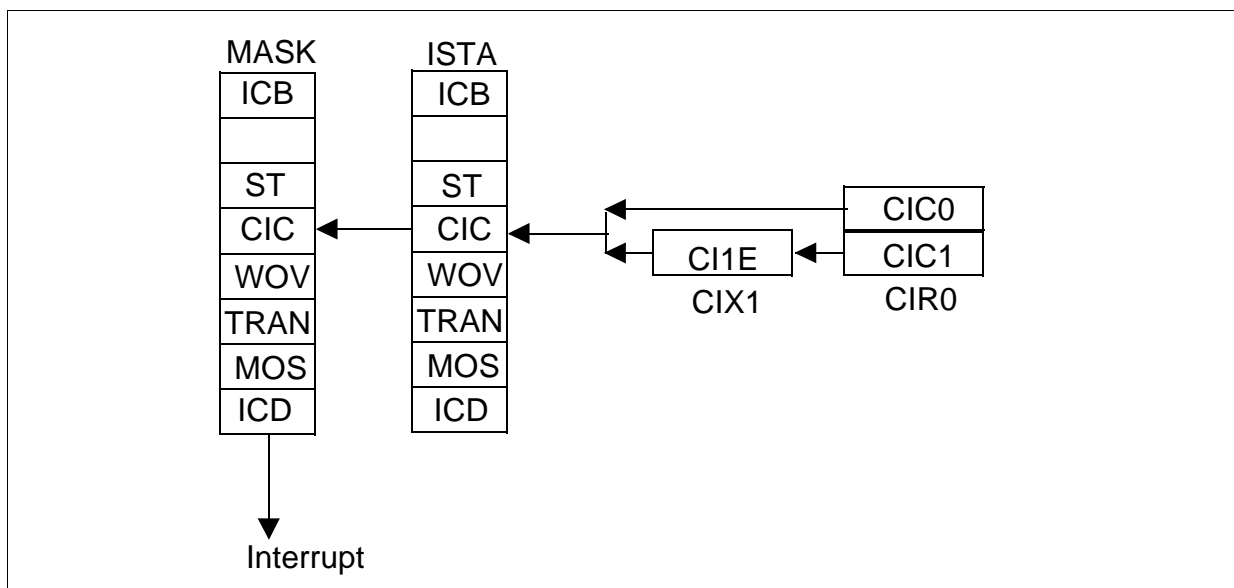 MASK
ICB
ST
CIC
WOV
TRAN
MOS
ICD
Interrupt
ISTA
ICB
ST
CIC
WOV
TRAN
MOS
ICD
CI1E
CIX1
CIC0
CIC1
CIR0